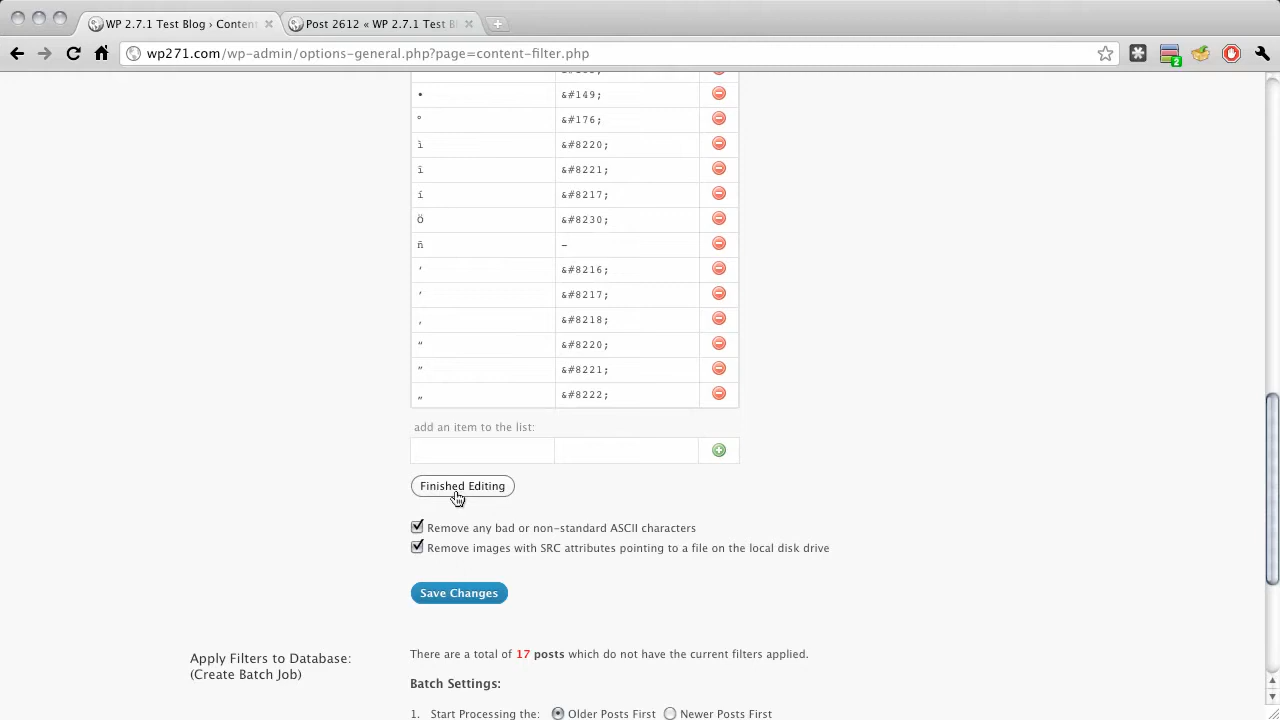 WP 2.7.1 Test Blog › Conten
Post 2612 « WP 2.7.1 Test Bl
wp271.com/wp-admin/options-general.php?page=content-filter.php
2
• &#149;
° &#176;
ì &#8220;
î &#8221;
í &#8217;
Ö &#8230;
ñ –
‘ &#8216;
’ &#8217;
‚ &#8218;
“ &#8220;
” &#8221;
„ &#8222;
add an item to the list:
Finished Editing
Remove any bad or non-standard ASCII characters
Remove images with SRC attributes pointing to a file on the local disk drive
Save Changes
Apply Filters to Database:
(Create Batch Job)
There are a total of 17 posts which do not have the current filters applied.
Batch Settings:
1. Start Processing the: Older Posts First Newer Posts First